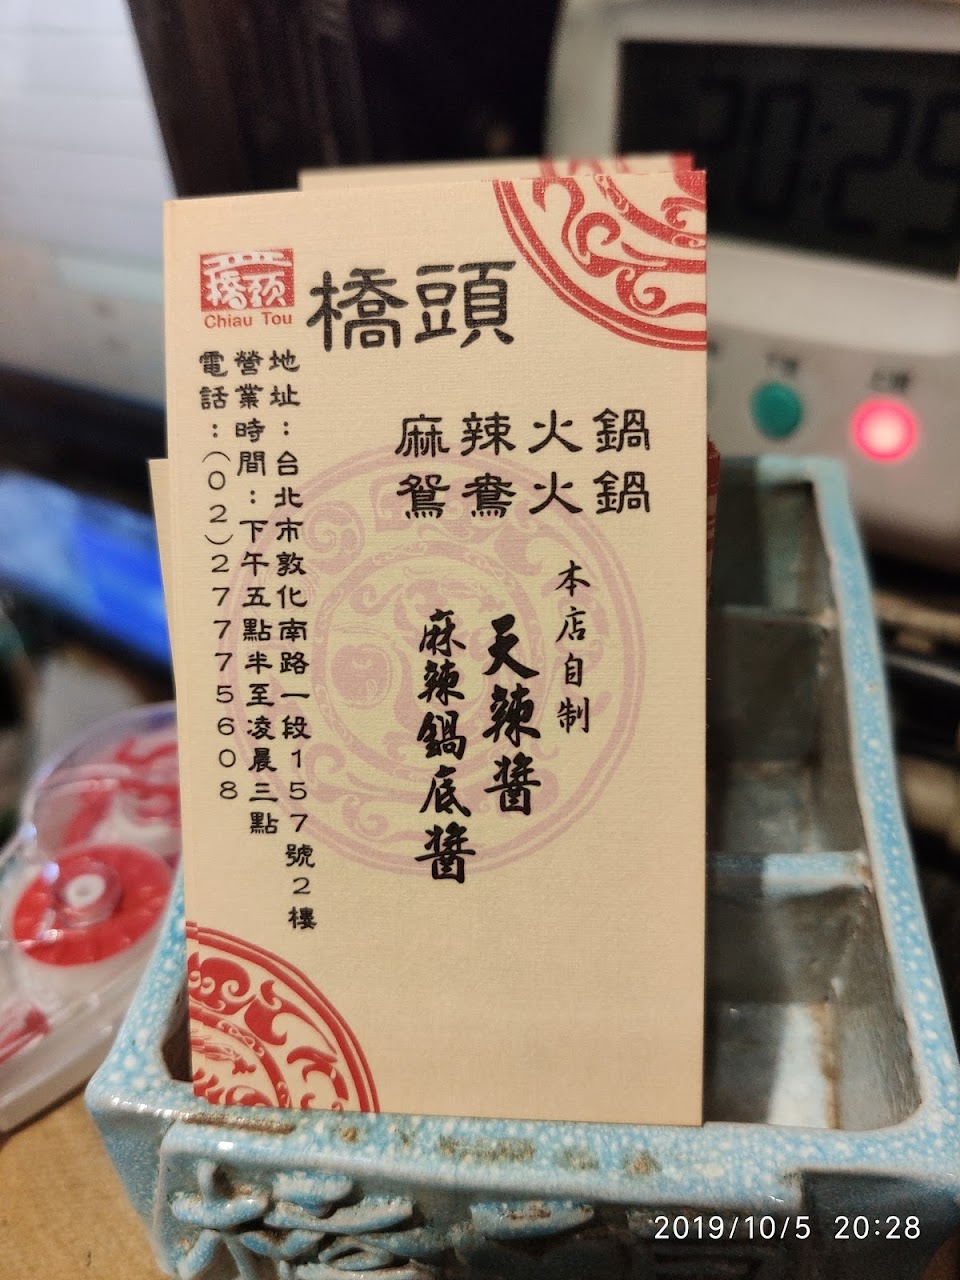 橋頭
Chiau Tou
橋頭
麻辣火鍋
鴛鴦火鍋
本店自制
天辣醬
麻辣鍋底醬
地址：台北市敦化南路一段157號2樓
營業時間：下午五點半至凌晨三點
電話：(02)27775608
20:29
2019/10/5 20:28